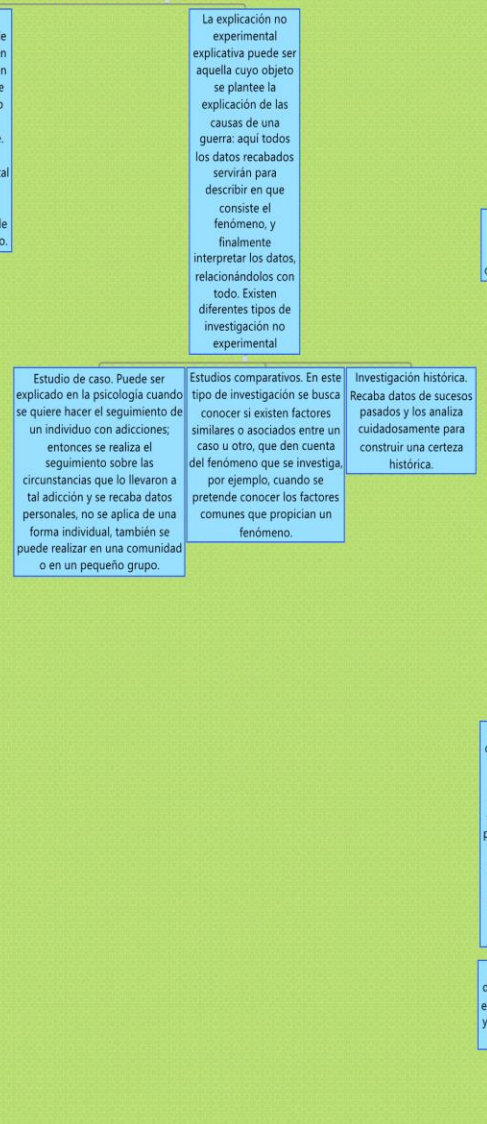 La explicación no
experimental
explicativa puede ser
aquella cuyo objeto
se plantee la
explicación de las
causas de una
guerra: aquí todos
los datos recabados
servirán para
describir en que
consiste el
fenómeno, y
finalmente
interpretar los datos,
relacionándolos con
todo. Existen
diferentes tipos de
investigación no
experimental
Estudio de caso. Puede ser
explicado en la psicología cuando
se quiere hacer el seguimiento de
un individuo con adicciones;
entonces se realiza el
seguimiento sobre las
circunstancias que lo llevaron a
tal adicción y se recaba datos
personales, no se aplica de una
forma individual, también se
puede realizar en una comunidad
o en un pequeño grupo.
Estudios comparativos. En este
tipo de investigación se busca
conocer si existen factores
similares o asociados entre un
caso u otro, que den cuenta
del fenómeno que se investiga,
por ejemplo, cuando se
pretende conocer los factores
comunes que propician un
fenómeno.
Investigación histórica.
Recaba datos de sucesos
pasados y los analiza
cuidadosamente para
construir una certeza
histórica.